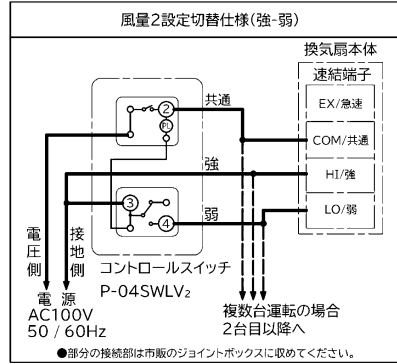 風量2設定切替仕様(強-弱)
換気扇本体
速結端子
EX/急速
COM/共通
HI/強
LO/弱
共通
②
PL
強
③
弱
④
電圧側
接地側
コントロールスイッチ
P-04SWLV₂
電 源
AC100V
50 / 60Hz
複数台運転の場合
2台目以降へ
●部分の接続部は市販のジョイントボックスに収めてください。